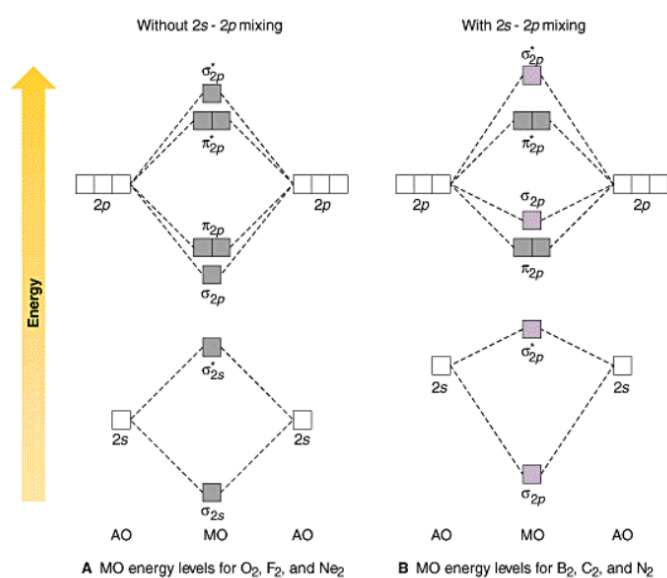 Without 2s - 2p mixing
With 2s - 2p mixing
σ*2p
π*2p
2p
2p
π2p
σ2p
σ*2s
2s
2s
σ2s
AO
MO
AO
A MO energy levels for O2, F2, and Ne2
σ*2p
π*2p
2p
2p
σ2p
π2p
σ*2p
2s
2s
σ2p
AO
MO
AO
B MO energy levels for B2, C2, and N2
Energy